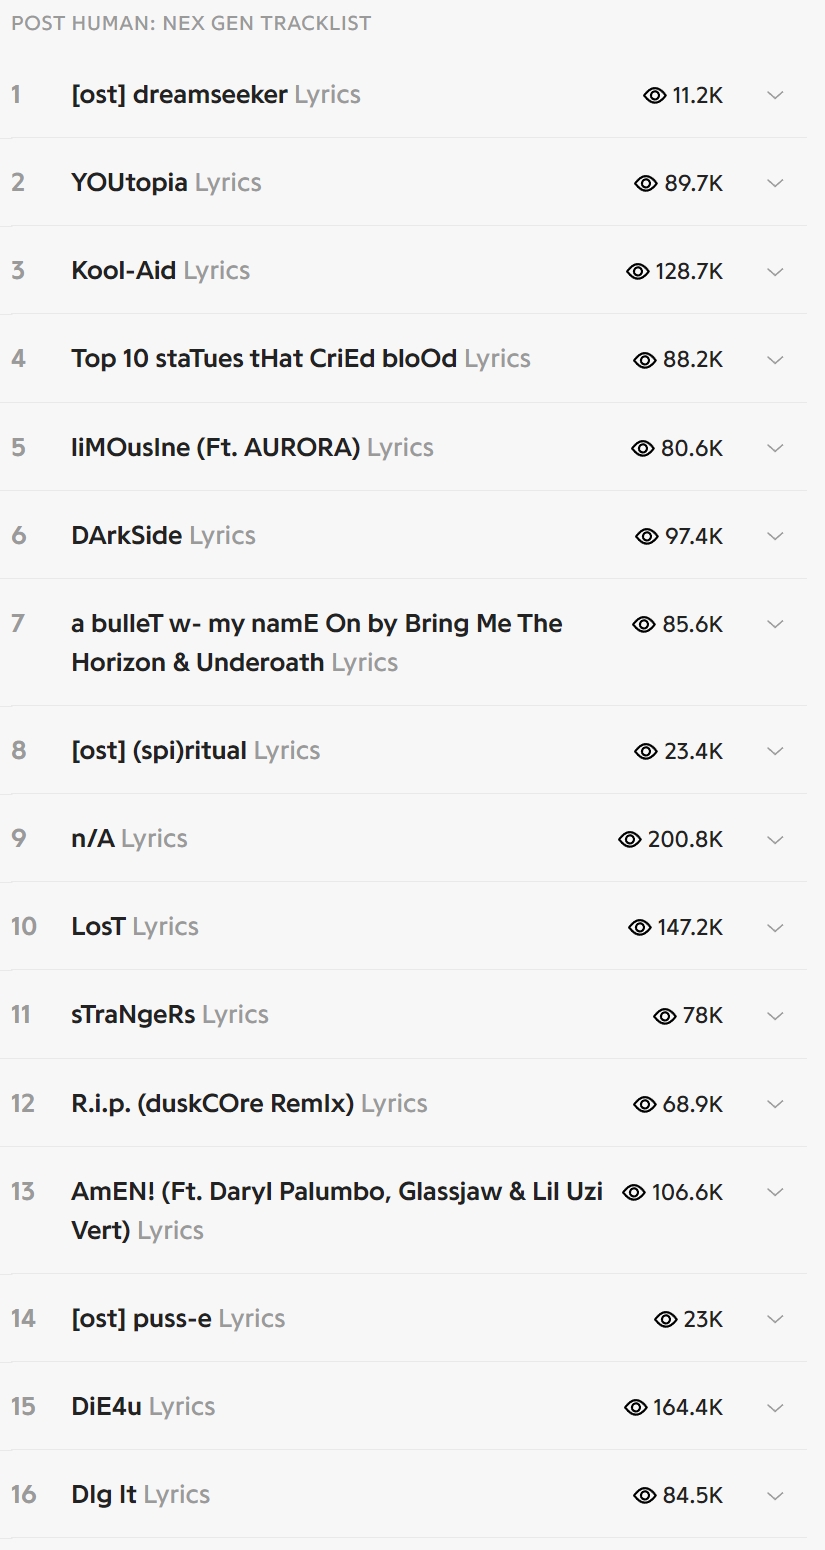 POST HUMAN: NEX GEN TRACKLIST
1 [ost] dreamseeker Lyrics 11.2K
2 YOUtopia Lyrics 89.7K
3 Kool-Aid Lyrics 128.7K
4 Top 10 staTues tHat CriEd bloOd Lyrics 88.2K
5 liMOusIne (Ft. AURORA) Lyrics 80.6K
6 DArkSide Lyrics 97.4K
7 a bulleT w- my namE On by Bring Me The 85.6K
Horizon & Underoath Lyrics
8 [ost] (spi)ritual Lyrics 23.4K
9 n/A Lyrics 200.8K
10 LosT Lyrics 147.2K
11 sTraNgeRs Lyrics 78K
12 R.i.p. (duskCOre RemIx) Lyrics 68.9K
13 AmEN! (Ft. Daryl Palumbo, Glassjaw & Lil Uzi 106.6K
Vert) Lyrics
14 [ost] puss-e Lyrics 23K
15 DiE4u Lyrics 164.4K
16 DIg It Lyrics 84.5K